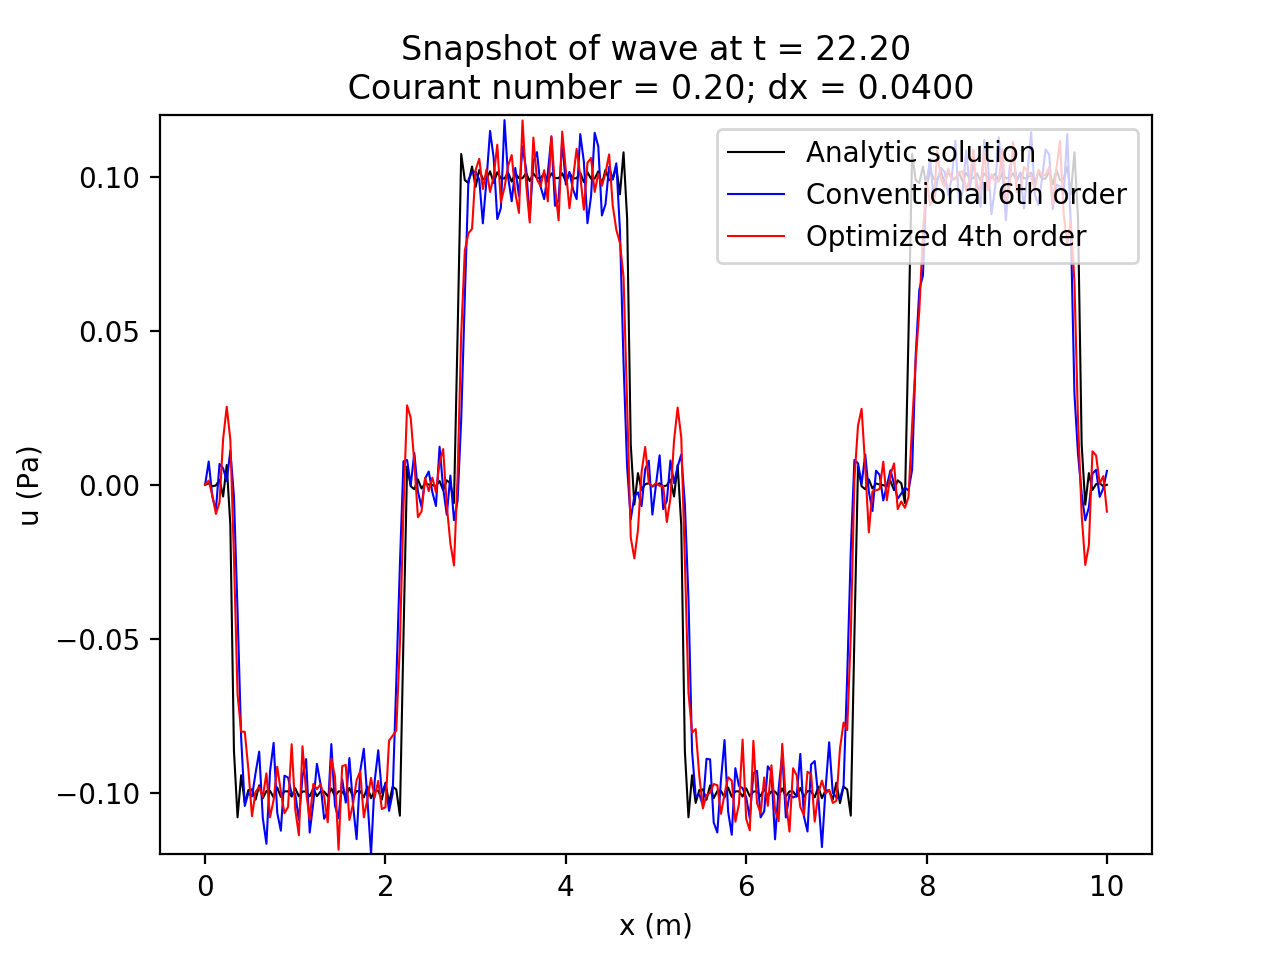 Snapshot of wave at t = 22.20
Courant number = 0.20; dx = 0.0400
Analytic solution
Conventional 6th order
Optimized 4th order
0.10
0.05
0.00
−0.05
−0.10
u (Pa)
0 2 4 6 8 10
x (m)